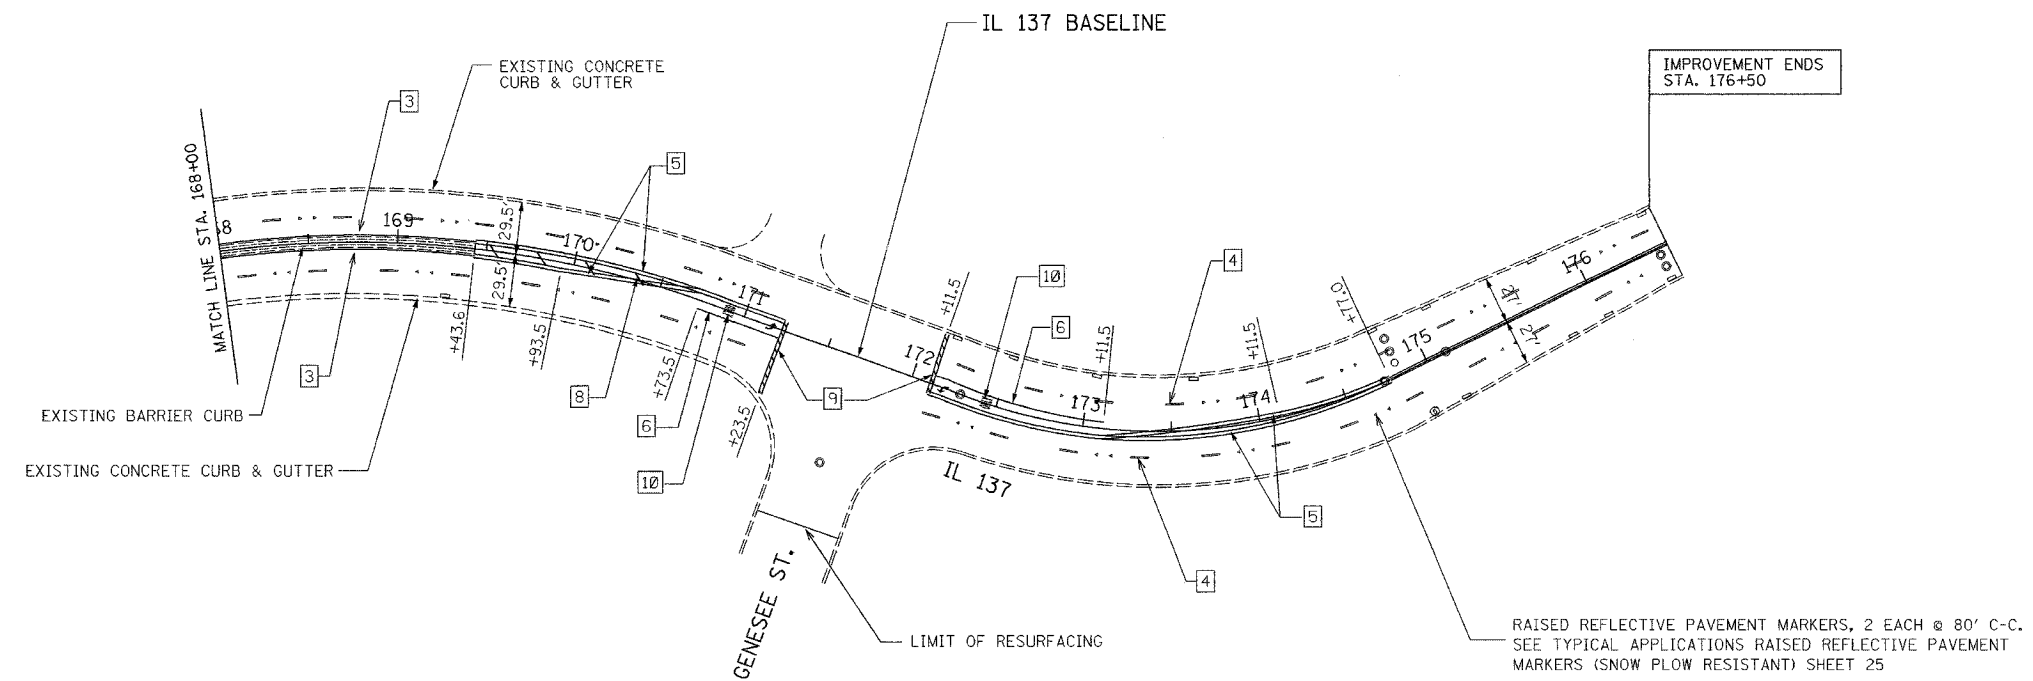 IL 137 BASELINE
EXISTING CONCRETE
CURB & GUTTER
IMPROVEMENT ENDS
STA. 176+50
3
5
MATCH LINE STA. 168+00
169
29.5'
170
29.5'
171
+43.6
+93.5
+73.5
+23.5
+11.5
10
4
6
+11.5
+11.5
+77.0
176
27'
27'
175
172
173
174
3
8
9
6
10
EXISTING BARRIER CURB
EXISTING CONCRETE CURB & GUTTER
IL 137
5
4
GENESEE ST.
LIMIT OF RESURFACING
RAISED REFLECTIVE PAVEMENT MARKERS, 2 EACH @ 80' C-C.
SEE TYPICAL APPLICATIONS RAISED REFLECTIVE PAVEMENT
MARKERS (SNOW PLOW RESISTANT) SHEET 25